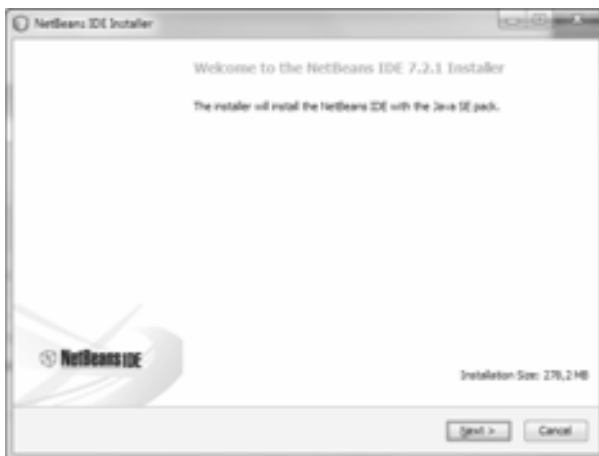 NetBeans IDE Installer
Welcome to the NetBeans IDE 7.2.1 Installer
The installer will install the NetBeans IDE with the Java SE pack.
NetBeans IDE
Installation Size: 278,2 MB
Next >
Cancel